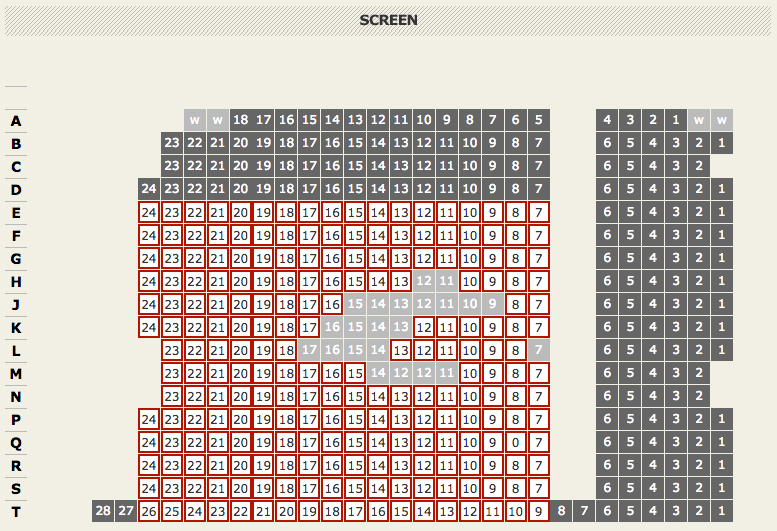 SCREEN
A w w 18 17 16 15 14 13 12 11 10 9 8 7 6 5 4 3 2 1 w w
B 23 22 21 20 19 18 17 16 15 14 13 12 11 10 9 8 7 6 5 4 3 2 1
C 23 22 21 20 19 18 17 16 15 14 13 12 11 10 9 8 7 6 5 4 3 2
D 24 23 22 21 20 19 18 17 16 15 14 13 12 11 10 9 8 7 6 5 4 3 2 1
E 24 23 22 21 20 19 18 17 16 15 14 13 12 11 10 9 8 7 6 5 4 3 2 1
F 24 23 22 21 20 19 18 17 16 15 14 13 12 11 10 9 8 7 6 5 4 3 2 1
G 24 23 22 21 20 19 18 17 16 15 14 13 12 11 10 9 8 7 6 5 4 3 2 1
H 24 23 22 21 20 19 18 17 16 15 14 13 12 11 10 9 8 7 6 5 4 3 2 1
J 24 23 22 21 20 19 18 17 16 15 14 13 12 11 10 9 8 7 6 5 4 3 2 1
K 24 23 22 21 20 19 18 17 16 15 14 13 12 11 10 9 8 7 6 5 4 3 2 1
L 23 22 21 20 19 18 17 16 15 14 13 12 11 10 9 8 7 6 5 4 3 2 1
M 23 22 21 20 19 18 17 16 15 14 12 12 11 10 9 8 7 6 5 4 3 2
N 23 22 21 20 19 18 17 16 15 14 13 12 11 10 9 8 7 6 5 4 3 2
P 24 23 22 21 20 19 18 17 16 15 14 13 12 11 10 9 8 7 6 5 4 3 2 1
Q 24 23 22 21 20 19 18 17 16 15 14 13 12 11 10 9 0 7 6 5 4 3 2 1
R 24 23 22 21 20 19 18 17 16 15 14 13 12 11 10 9 8 7 6 5 4 3 2 1
S 24 23 22 21 20 19 18 17 16 15 14 13 12 11 10 9 8 7 6 5 4 3 2 1
T 28 27 26 25 24 23 22 21 20 19 18 17 16 15 14 13 12 11 10 9 8 7 6 5 4 3 2 1